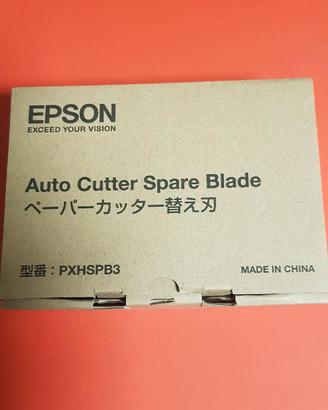 EPSON
EXCEED YOUR VISION
Auto Cutter Spare Blade
ペーパーカッター替え刃
型番：PXHSPB3
MADE IN CHINA